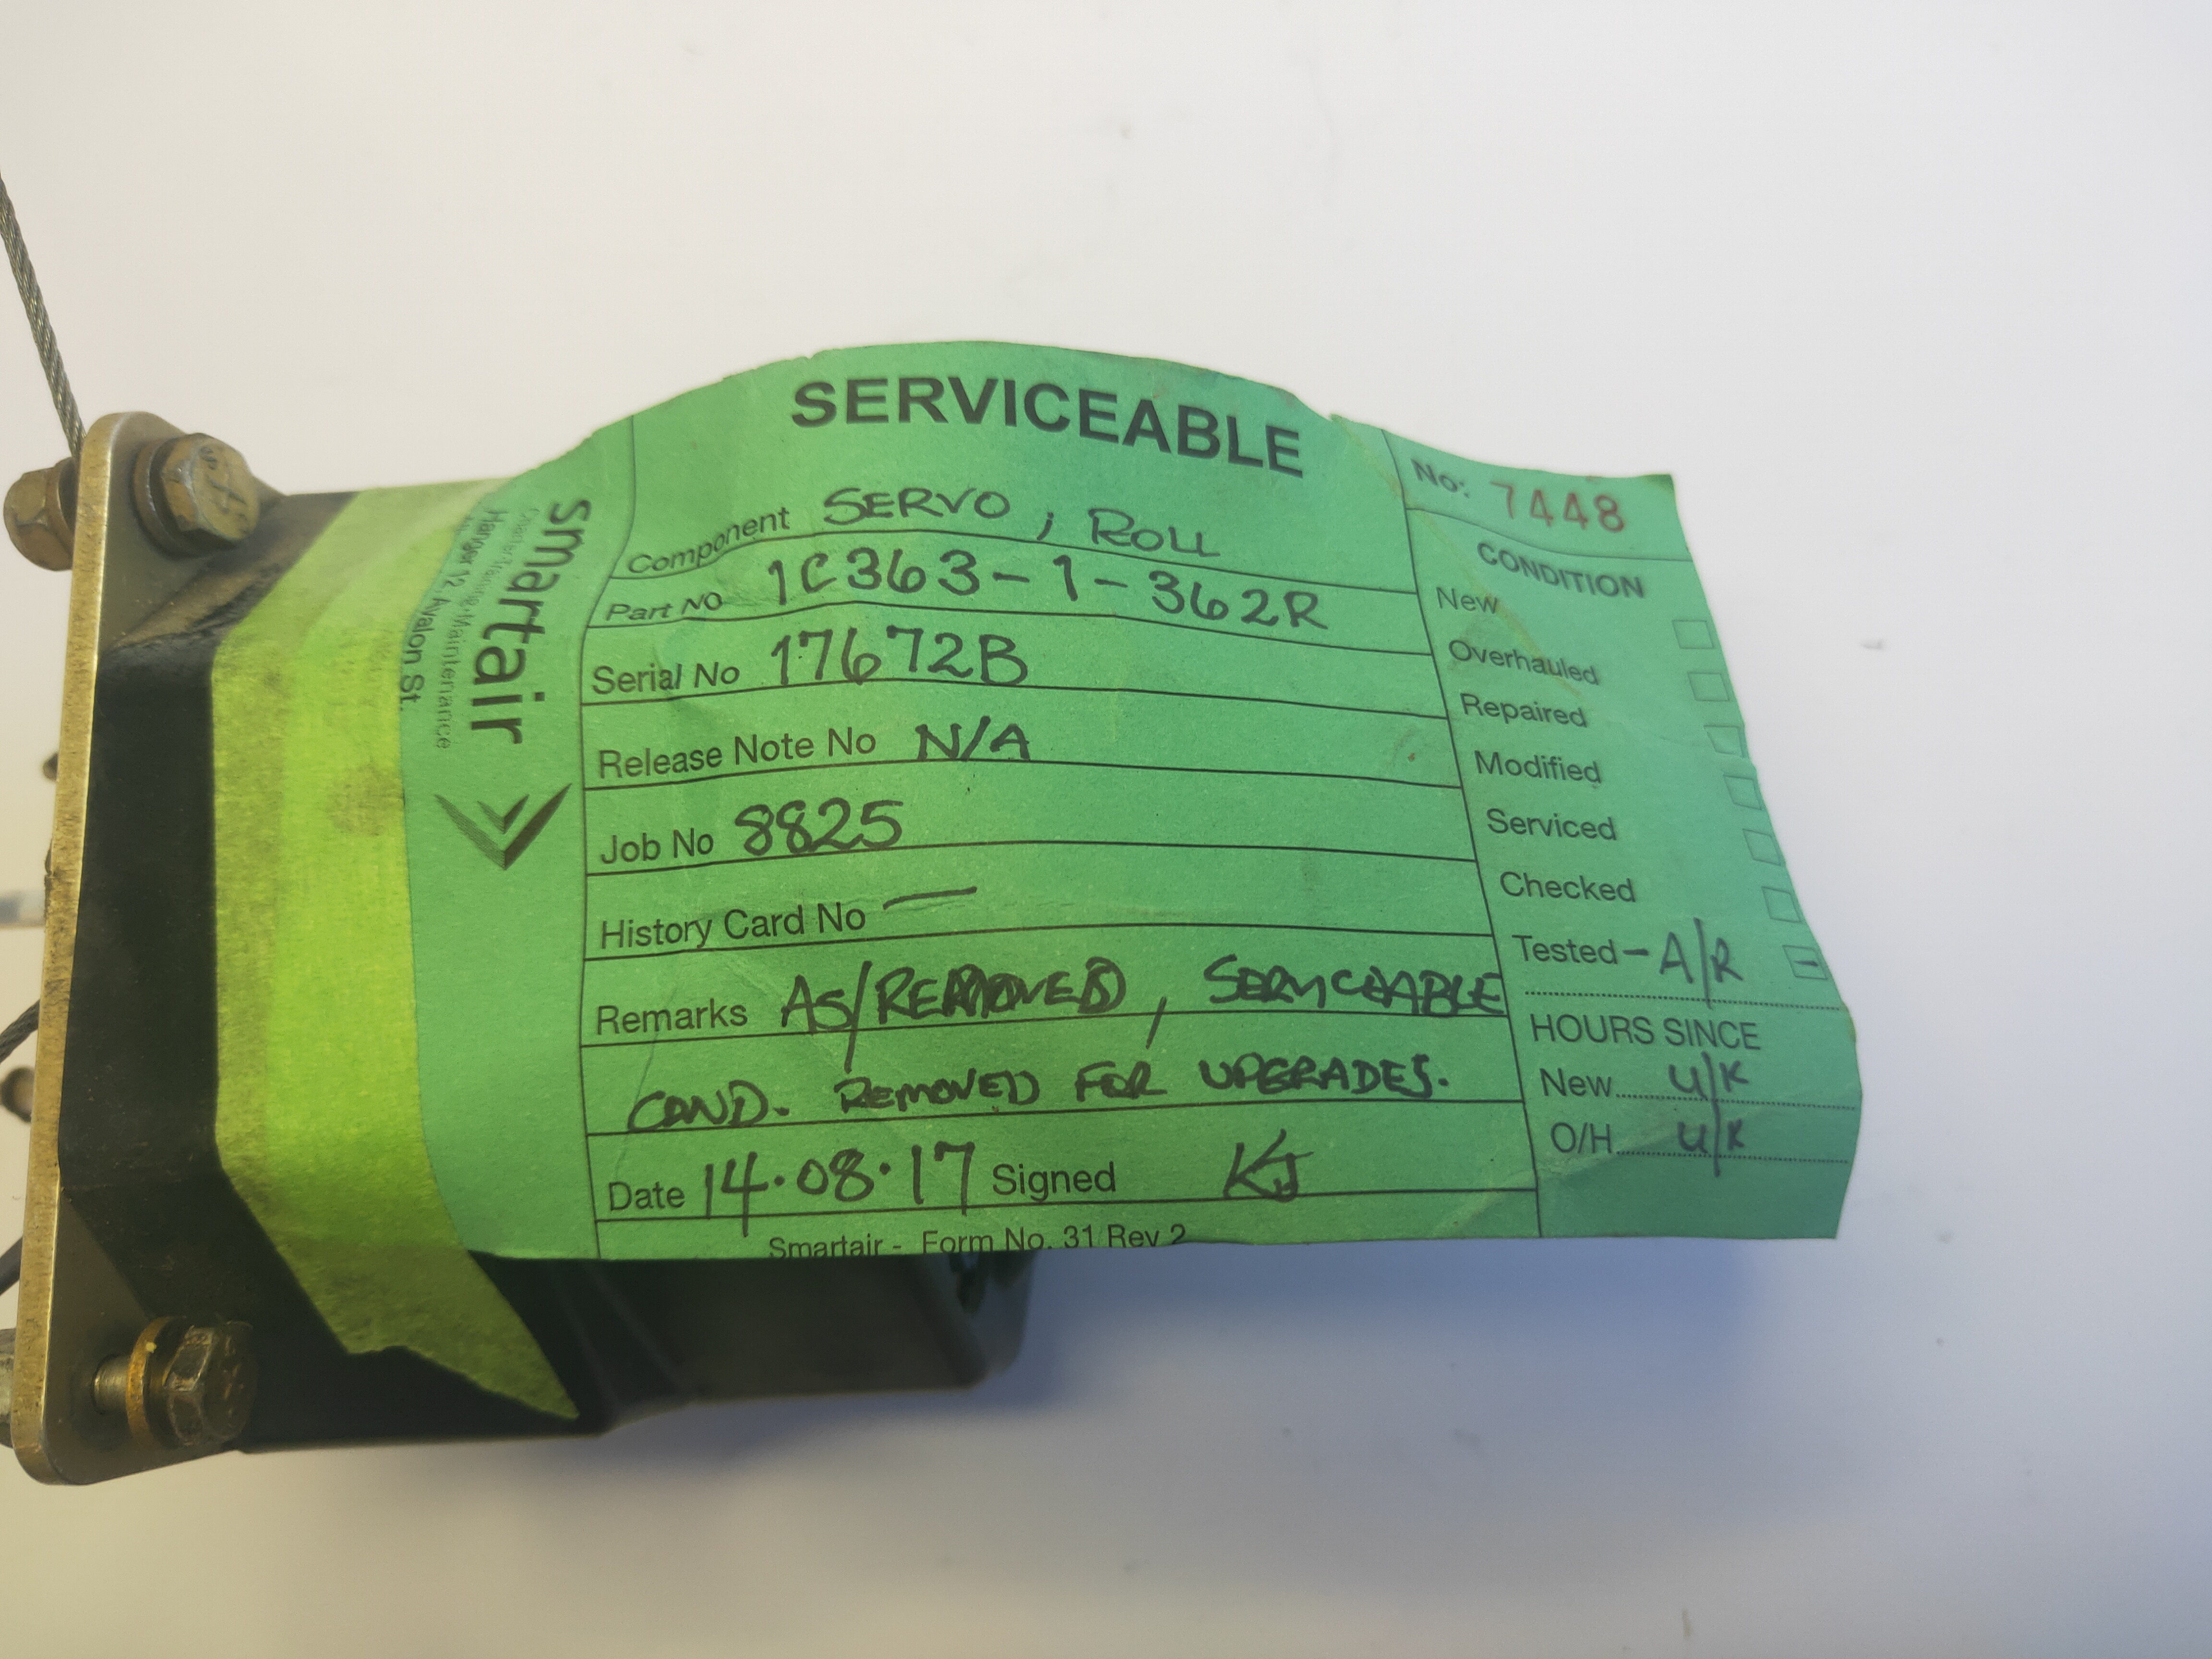 SERVICEABLE
No: 7448
smartair
Charter•Training•Maintenance
Hangar 12, Avalon St.
Component SERVO, ROLL
Part No 1C363-1-362R
Serial No 17672B
Release Note No N/A
Job No 8825
History Card No —
Remarks AS/REMOVED, SERVICEABLE
COND. REMOVED FOR UPGRADES.
Date 14.08.17 Signed KJ
Smartair - Form No. 31 Rev 2
CONDITION
New
Overhauled
Repaired
Modified
Serviced
Checked
Tested - A/R -
HOURS SINCE
New U/K
O/H U/K